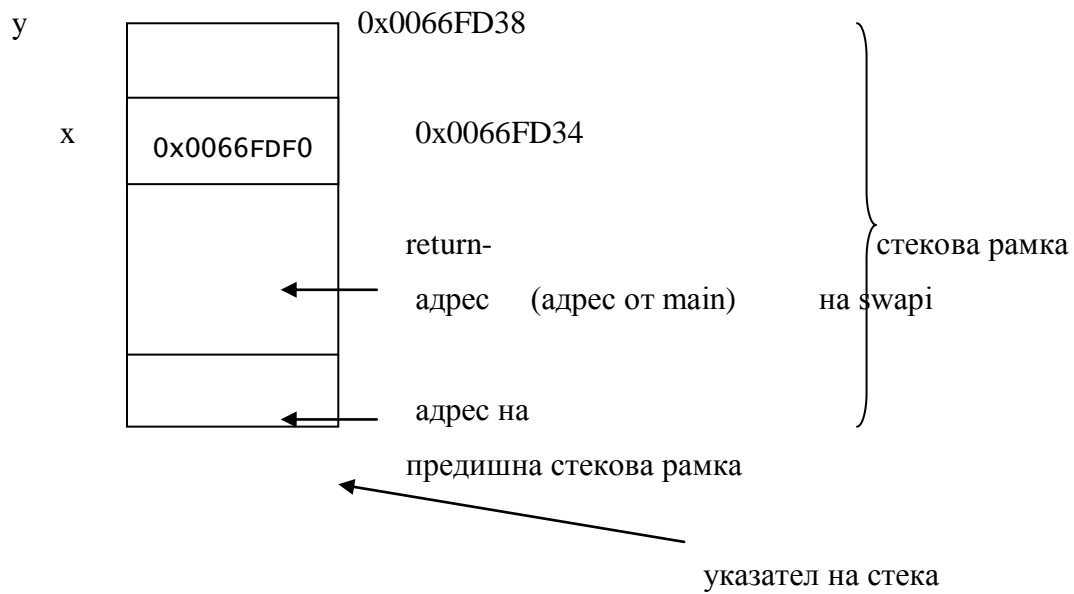 y 0x0066FD38
x 0x0066FDF0 0x0066FD34
return- стекова рамка
адрес (адрес от main) на swapi
адрес на
предишна стекова рамка
указател на стека